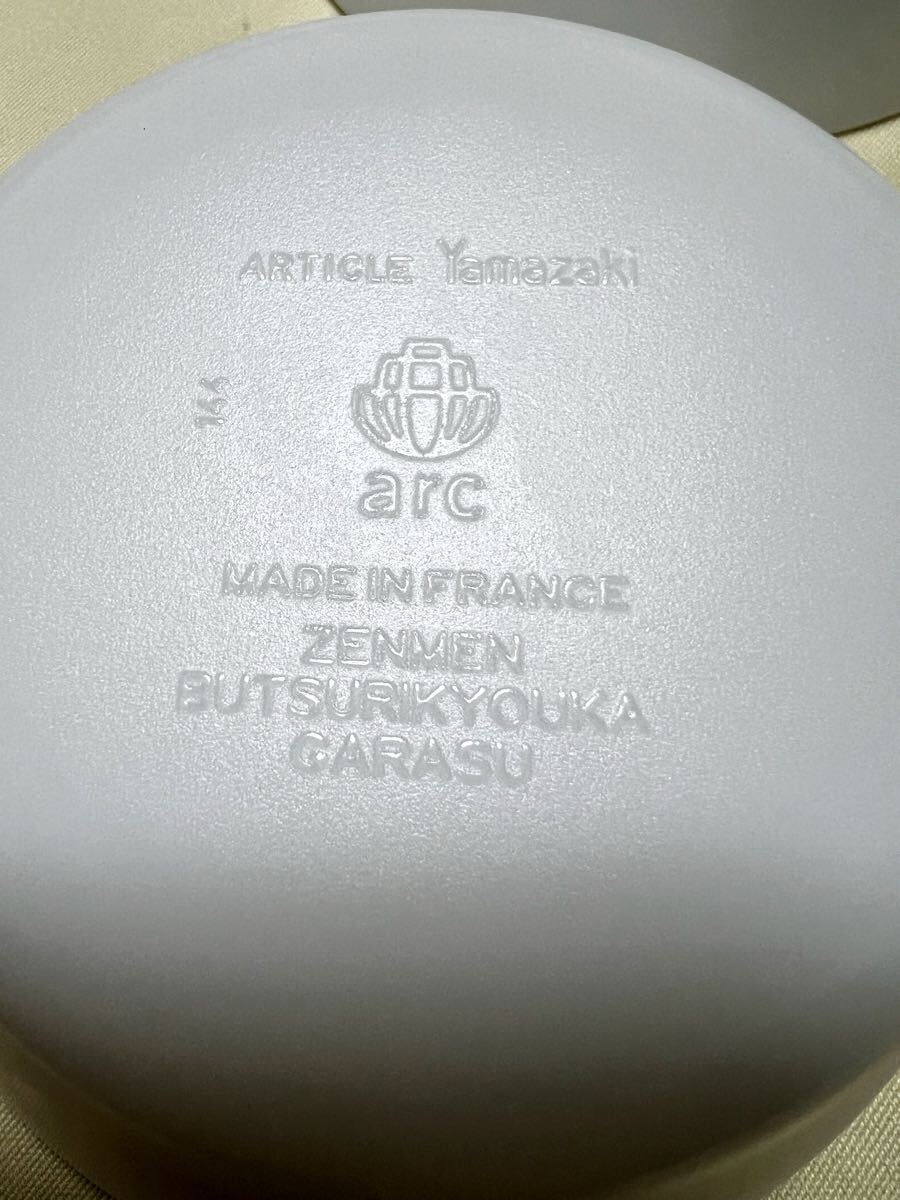 ARTICLE Yamazaki
arc
MADE IN FRANCE
ZENMEN
BUTSURIKYOUKA
GARASU